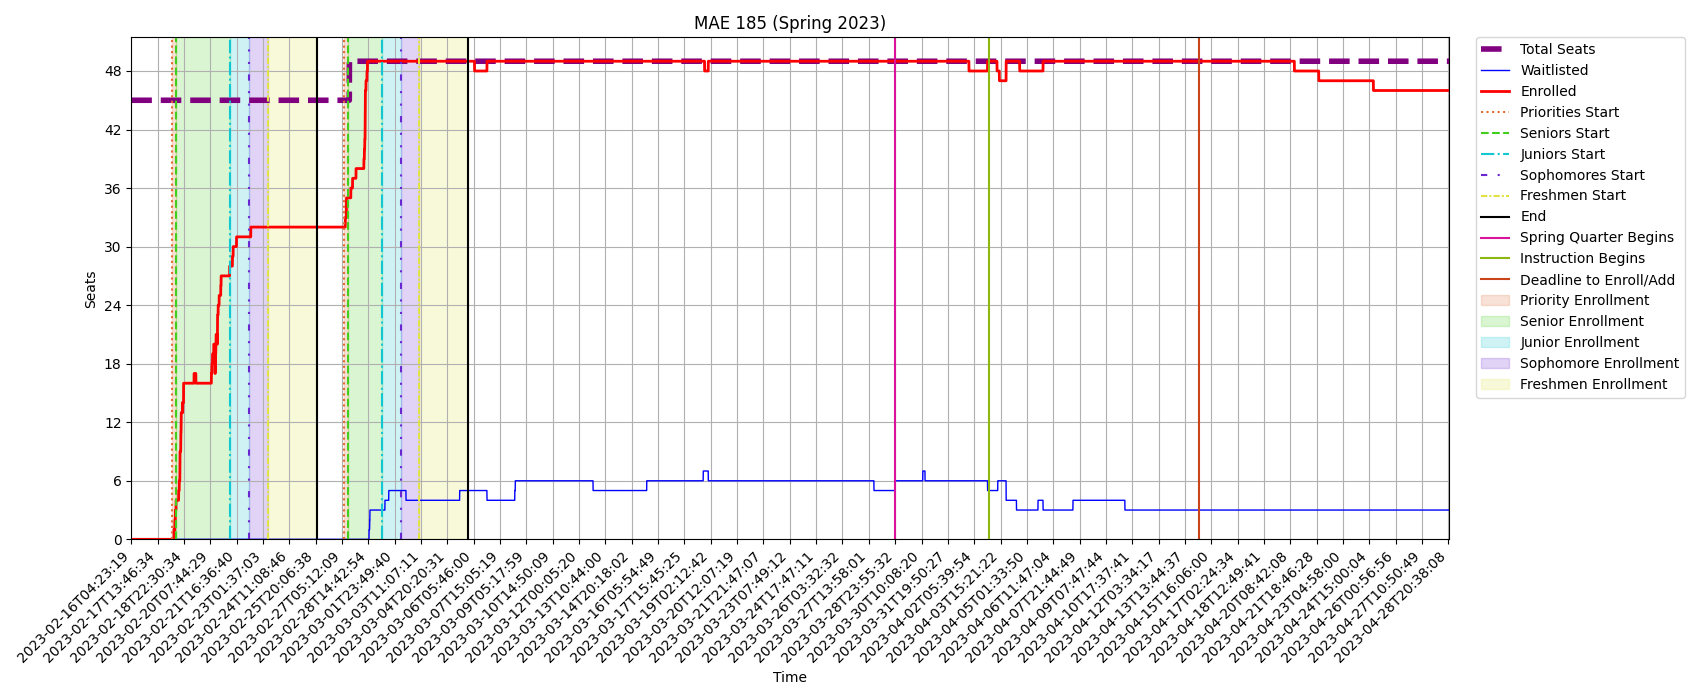 MAE 185 (Spring 2023)
Seats
48
42
36
30
24
18
12
6
0
2023-02-16T04:23:19
2023-02-17T13:46:34
2023-02-18T22:30:34
2023-02-20T07:44:29
2023-02-21T16:36:40
2023-02-23T01:37:03
2023-02-24T11:08:46
2023-02-25T20:06:38
2023-02-27T05:12:09
2023-02-28T14:42:54
2023-03-01T23:49:40
2023-03-03T11:07:11
2023-03-04T20:20:31
2023-03-06T05:46:00
2023-03-07T15:05:19
2023-03-09T05:17:59
2023-03-10T14:50:09
2023-03-12T00:05:20
2023-03-13T10:44:00
2023-03-14T20:18:02
2023-03-16T05:54:49
2023-03-17T15:45:25
2023-03-19T02:12:42
2023-03-20T12:07:19
2023-03-21T21:47:07
2023-03-23T07:49:12
2023-03-24T17:47:11
2023-03-26T03:32:32
2023-03-27T13:58:01
2023-03-28T23:55:32
2023-03-30T10:08:20
2023-03-31T19:50:27
2023-04-02T05:39:54
2023-04-03T15:21:22
2023-04-05T01:33:50
2023-04-06T11:47:04
2023-04-07T21:44:49
2023-04-09T07:47:44
2023-04-10T17:37:41
2023-04-12T03:34:17
2023-04-13T13:44:37
2023-04-15T16:06:00
2023-04-17T02:24:34
2023-04-18T12:49:41
2023-04-20T08:42:08
2023-04-21T18:46:28
2023-04-23T04:58:00
2023-04-24T15:00:04
2023-04-26T00:56:56
2023-04-27T10:50:49
2023-04-28T20:38:08
Time
Total Seats
Waitlisted
Enrolled
Priorities Start
Seniors Start
Juniors Start
Sophomores Start
Freshmen Start
End
Spring Quarter Begins
Instruction Begins
Deadline to Enroll/Add
Priority Enrollment
Senior Enrollment
Junior Enrollment
Sophomore Enrollment
Freshmen Enrollment